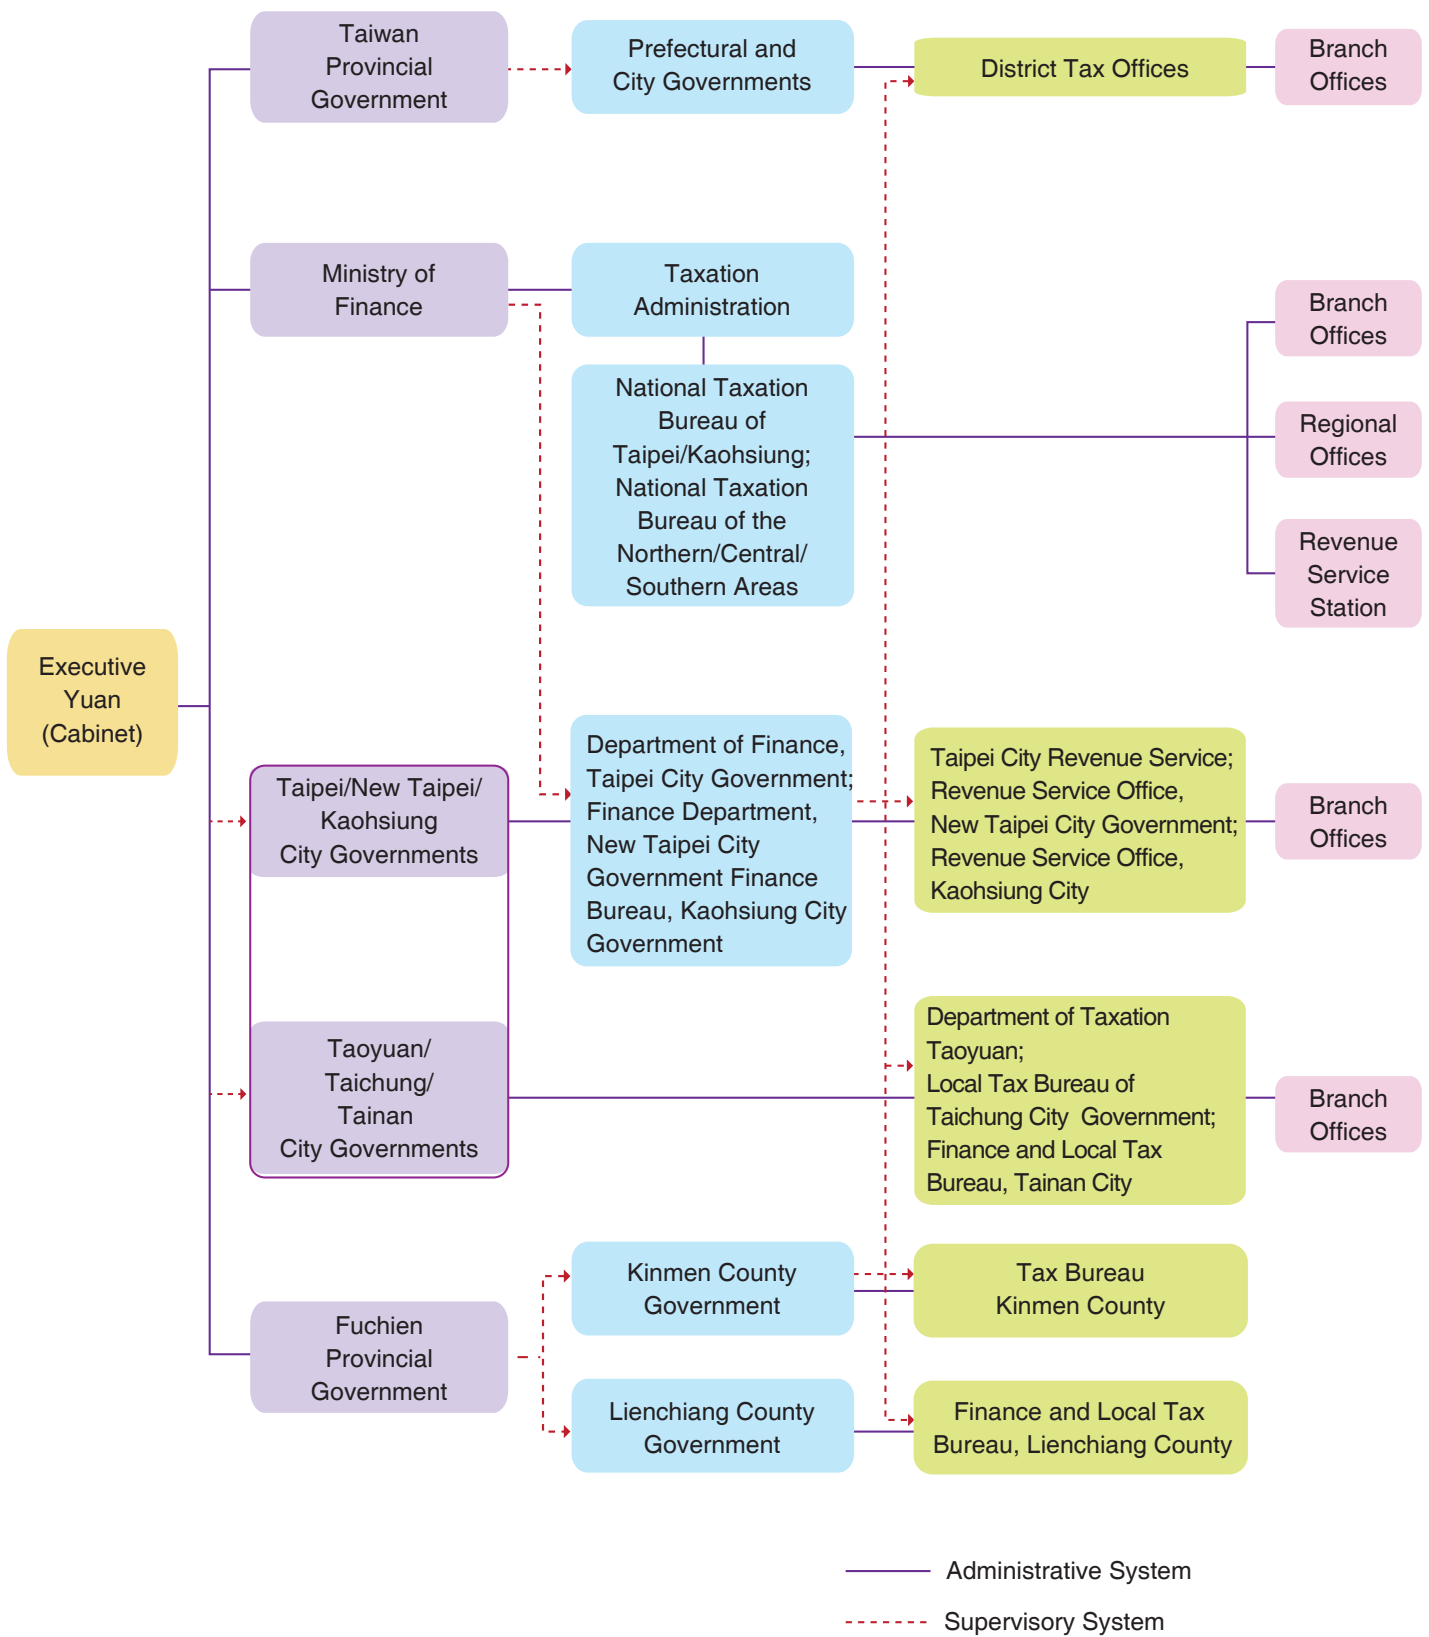 Taiwan
Provincial
Government
Prefectural and
City Governments
District Tax Offices
Branch
Offices
Ministry of
Finance
Taxation
Administration
National Taxation
Bureau of
Taipei/Kaohsiung;
National Taxation
Bureau of the
Northern/Central/
Southern Areas
Branch
Offices
Regional
Offices
Revenue
Service
Station
Executive
Yuan
(Cabinet)
Taipei/New Taipei/
Kaohsiung
City Governments
Department of Finance,
Taipei City Government;
Finance Department,
New Taipei City
Government Finance
Bureau, Kaohsiung City
Government
Taipei City Revenue Service;
Revenue Service Office,
New Taipei City Government;
Revenue Service Office,
Kaohsiung City
Branch
Offices
Taoyuan/
Taichung/
Tainan
City Governments
Department of Taxation
Taoyuan;
Local Tax Bureau of
Taichung City Government;
Finance and Local Tax
Bureau, Tainan City
Branch
Offices
Fuchien
Provincial
Government
Kinmen County
Government
Tax Bureau
Kinmen County
Lienchiang County
Government
Finance and Local Tax
Bureau, Lienchiang County
Administrative System
Supervisory System